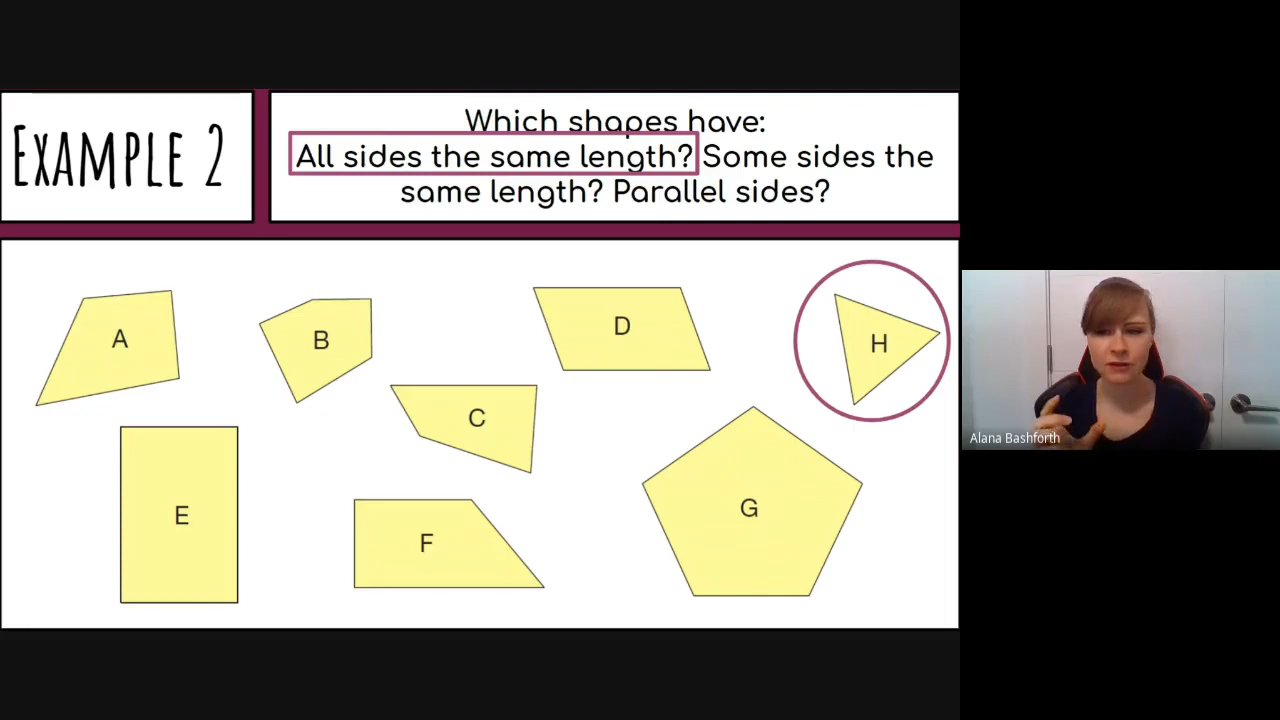 EXAMPLE 2
Which shapes have:
All sides the same length? Some sides the
same length? Parallel sides?
A
B
C
D
H
E
F
G
Alana Bashforth